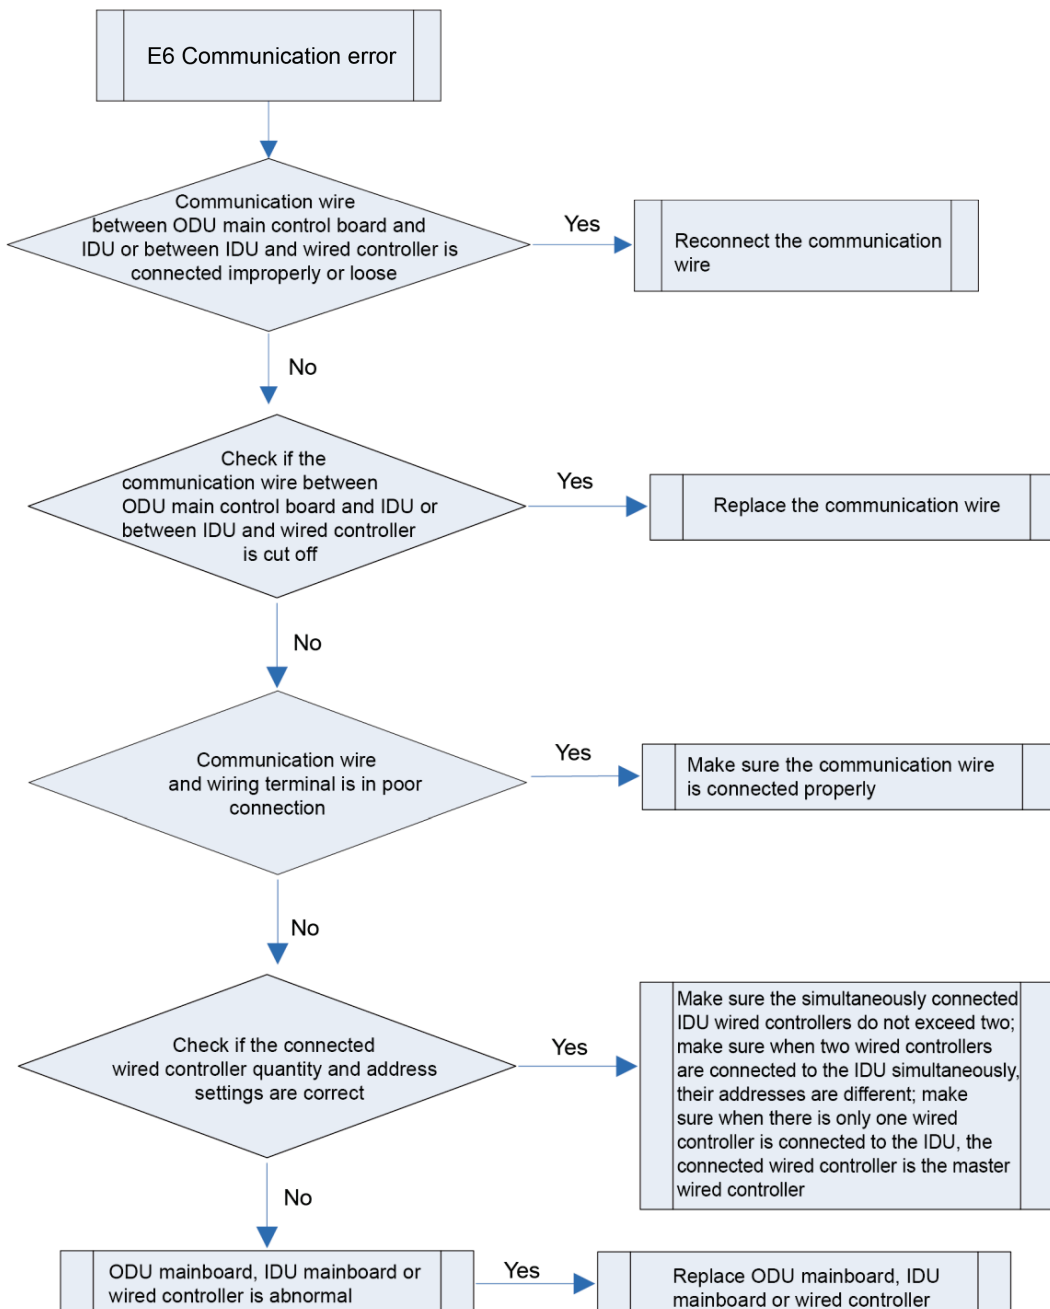 E6 Communication error
Communication wire
between ODU main control board and
IDU or between IDU and wired controller is
connected improperly or loose
Yes
Reconnect the communication
wire
No
Check if the
communication wire between
ODU main control board and IDU or
between IDU and wired controller
is cut off
Yes
Replace the communication wire
No
Communication wire
and wiring terminal is in poor
connection
Yes
Make sure the communication wire
is connected properly
No
Check if the connected
wired controller quantity and address
settings are correct
Yes
Make sure the simultaneously connected
IDU wired controllers do not exceed two;
make sure when two wired controllers
are connected to the IDU simultaneously,
their addresses are different; make
sure when there is only one wired
controller is connected to the IDU, the
connected wired controller is the master
wired controller
No
ODU mainboard, IDU mainboard or
wired controller is abnormal
Yes
Replace ODU mainboard, IDU
mainboard or wired controller